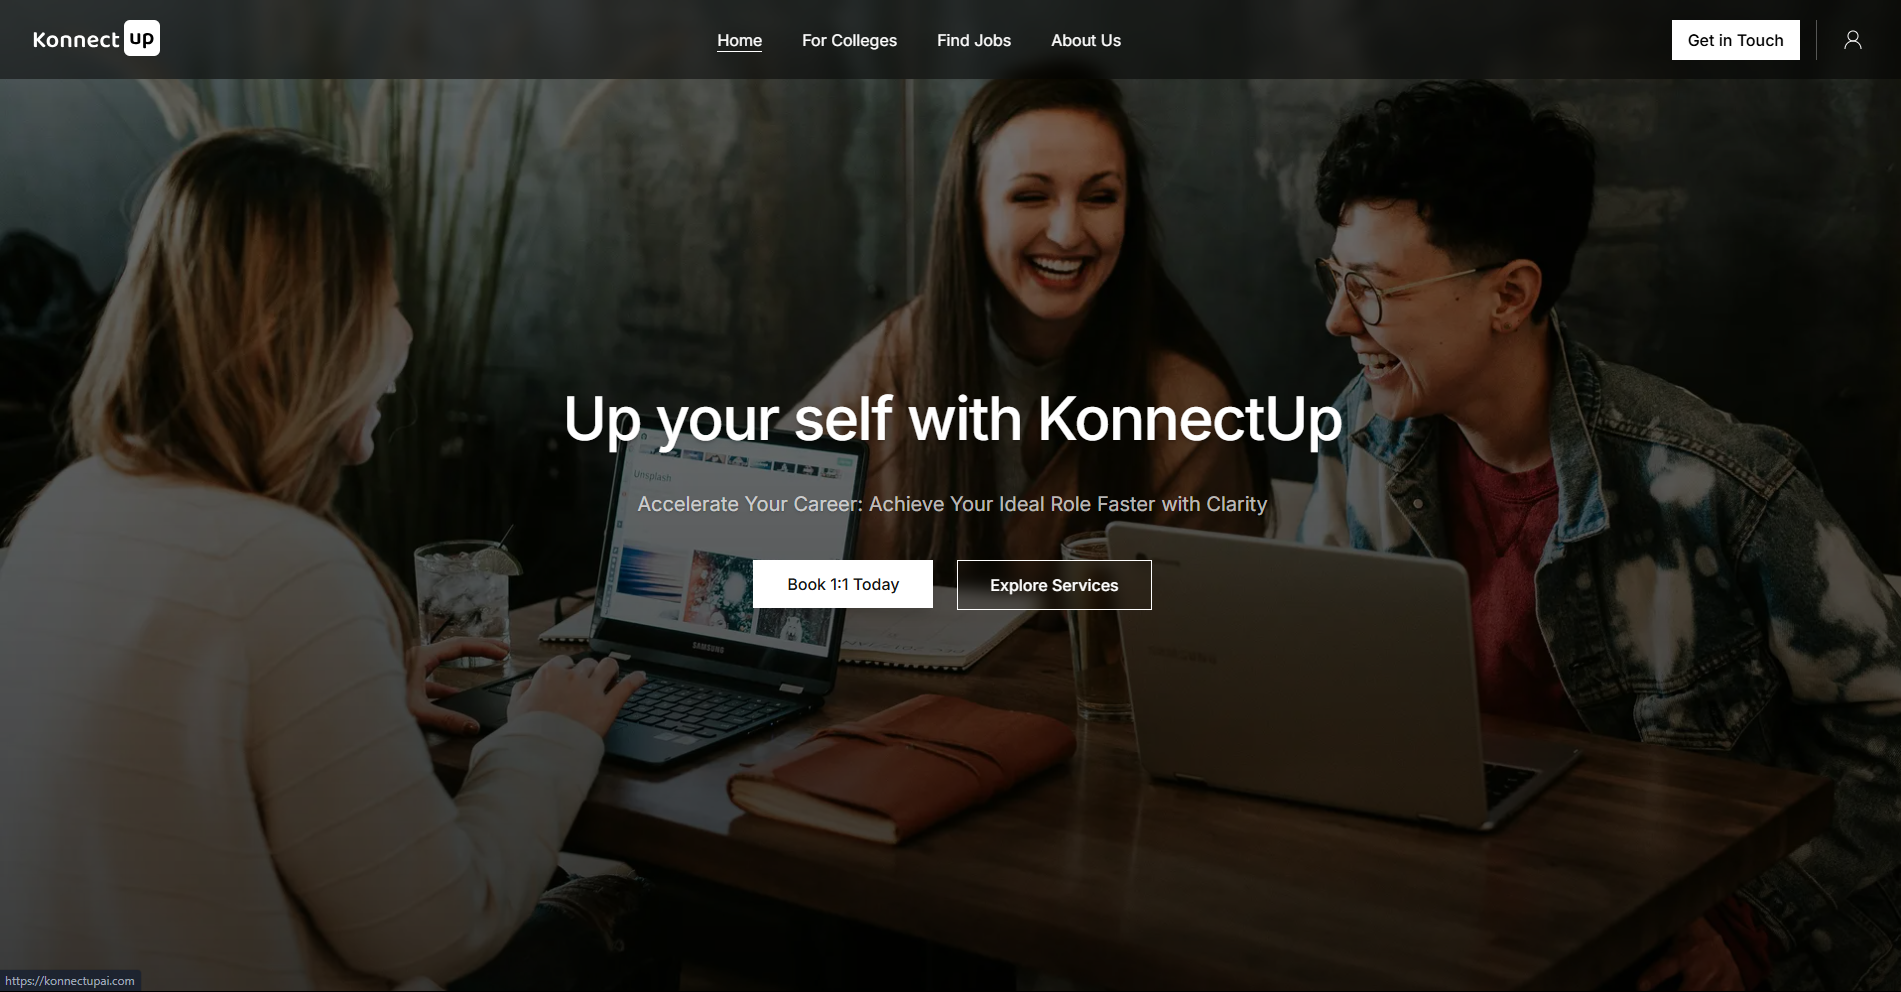 Konnect up
Home
For Colleges
Find Jobs
About Us
Get in Touch
Up your self with KonnectUp
Unsplash
Accelerate Your Career: Achieve Your Ideal Role Faster with Clarity
Book 1:1 Today
Explore Services
SAMSUNG
https://konnectupai.com